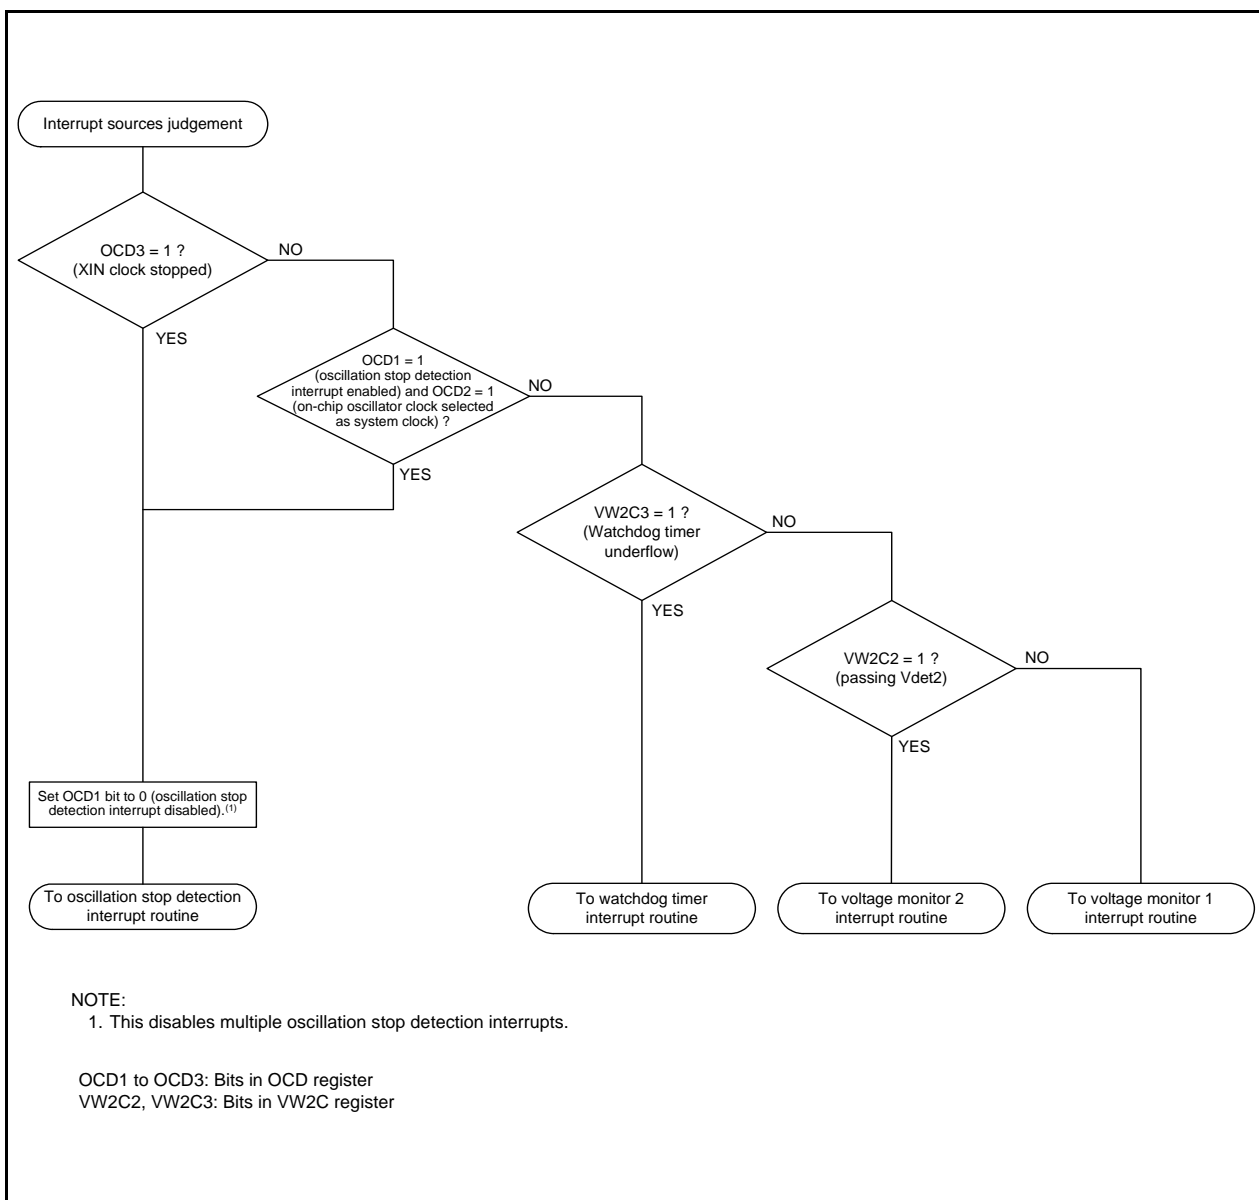 Interrupt sources judgement
OCD3 = 1 ?
(XIN clock stopped)
NO
YES
OCD1 = 1
(oscillation stop detection
interrupt enabled) and OCD2 = 1
(on-chip oscillator clock selected
as system clock) ?
NO
YES
VW2C3 = 1 ?
(Watchdog timer
underflow)
NO
YES
VW2C2 = 1 ?
(passing Vdet2)
NO
YES
Set OCD1 bit to 0 (oscillation stop
detection interrupt disabled).(1)
To oscillation stop detection
interrupt routine
To watchdog timer
interrupt routine
To voltage monitor 2
interrupt routine
To voltage monitor 1
interrupt routine
NOTE:
1. This disables multiple oscillation stop detection interrupts.
OCD1 to OCD3: Bits in OCD register
VW2C2, VW2C3: Bits in VW2C register